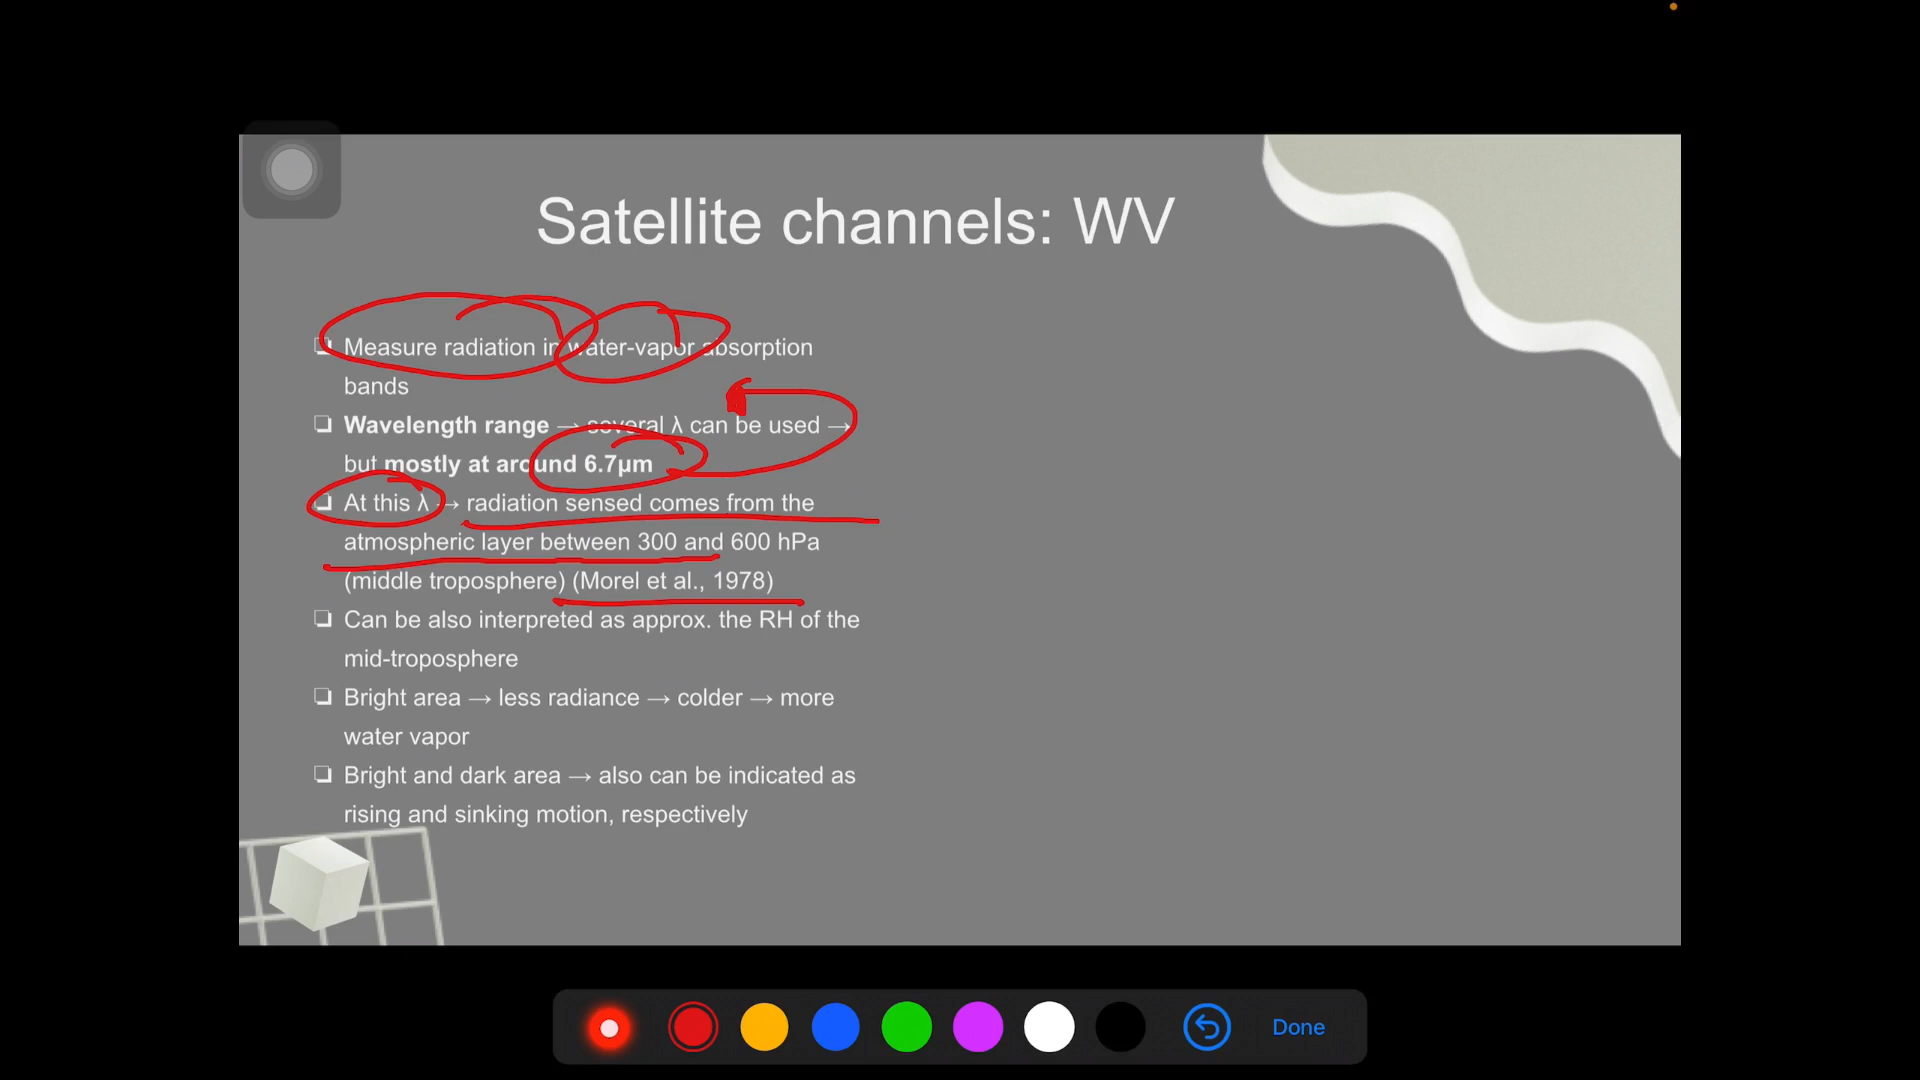 Satellite channels: WV
❏ Measure radiation in water-vapor absorption
bands
❏ Wavelength range → several λ can be used →
but mostly at around 6.7μm
❏ At this λ → radiation sensed comes from the
atmospheric layer between 300 and 600 hPa
(middle troposphere) (Morel et al., 1978)
❏ Can be also interpreted as approx. the RH of the
mid-troposphere
❏ Bright area → less radiance → colder → more
water vapor
❏ Bright and dark area → also can be indicated as
rising and sinking motion, respectively
Done